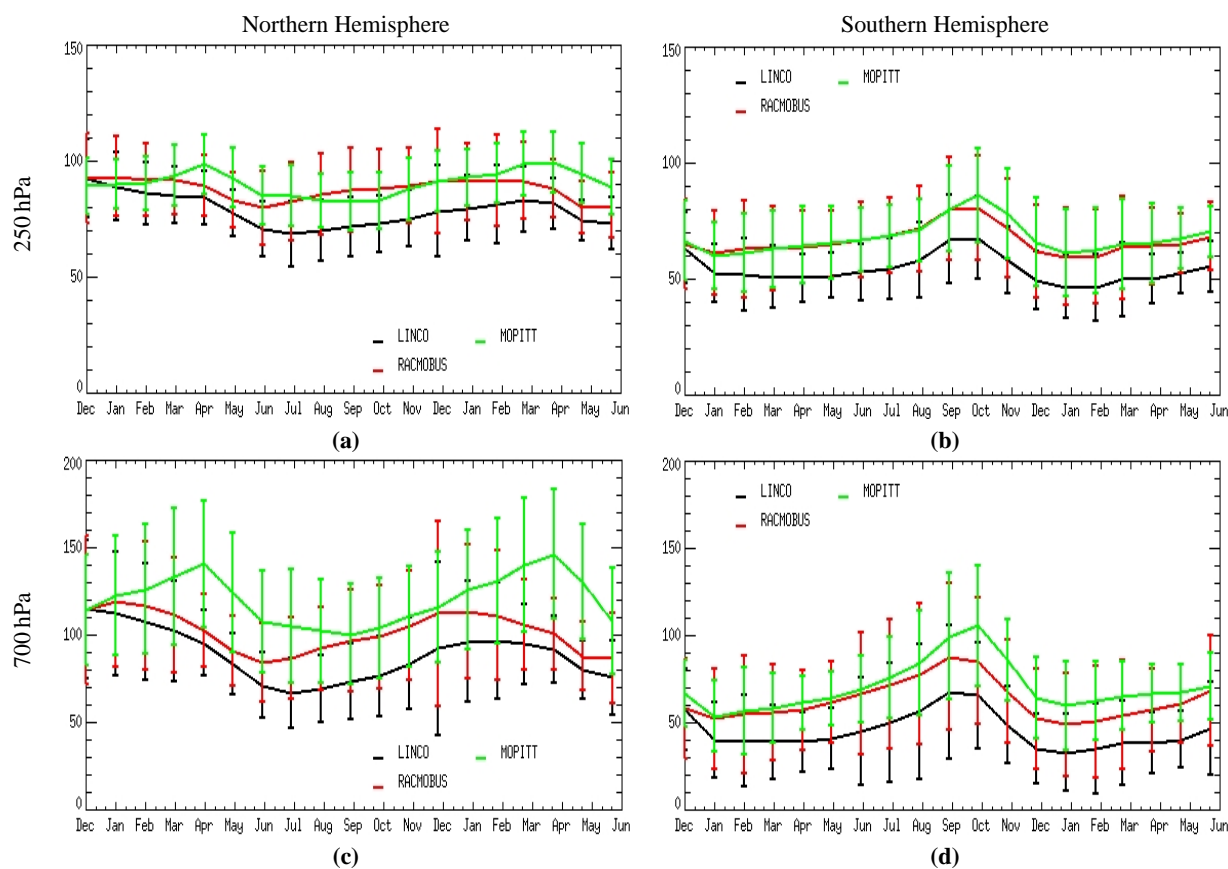 Northern Hemisphere
Southern Hemisphere
250 hPa
150
100
50
0
LINCO
MOPITT
RACMOBUS
Dec Jan Feb Mar Apr May Jun Jul Aug Sep Oct Nov Dec Jan Feb Mar Apr May Jun
(a)
150
100
50
0
LINCO
MOPITT
RACMOBUS
Dec Jan Feb Mar Apr May Jun Jul Aug Sep Oct Nov Dec Jan Feb Mar Apr May Jun
(b)
700 hPa
200
150
100
50
0
LINCO
MOPITT
RACMOBUS
Dec Jan Feb Mar Apr May Jun Jul Aug Sep Oct Nov Dec Jan Feb Mar Apr May Jun
(c)
200
150
100
50
0
LINCO
MOPITT
RACMOBUS
Dec Jan Feb Mar Apr May Jun Jul Aug Sep Oct Nov Dec Jan Feb Mar Apr May Jun
(d)